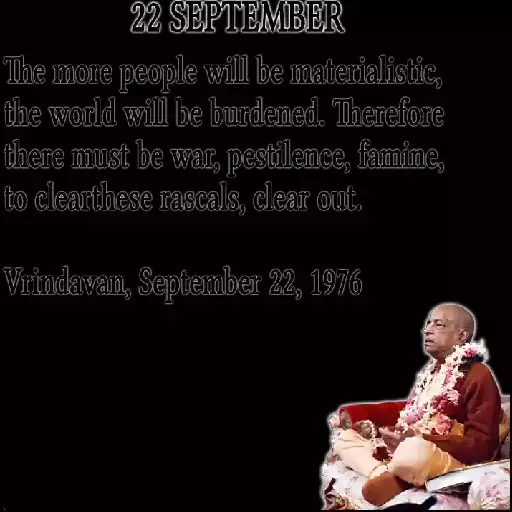 22 SEPTEMBER
The more people will be materialistic,
the world will be burdened. Therefore
there must be war, pestilence, famine,
to clearthese rascals, clear out.
Vrindavan, September 22, 1976